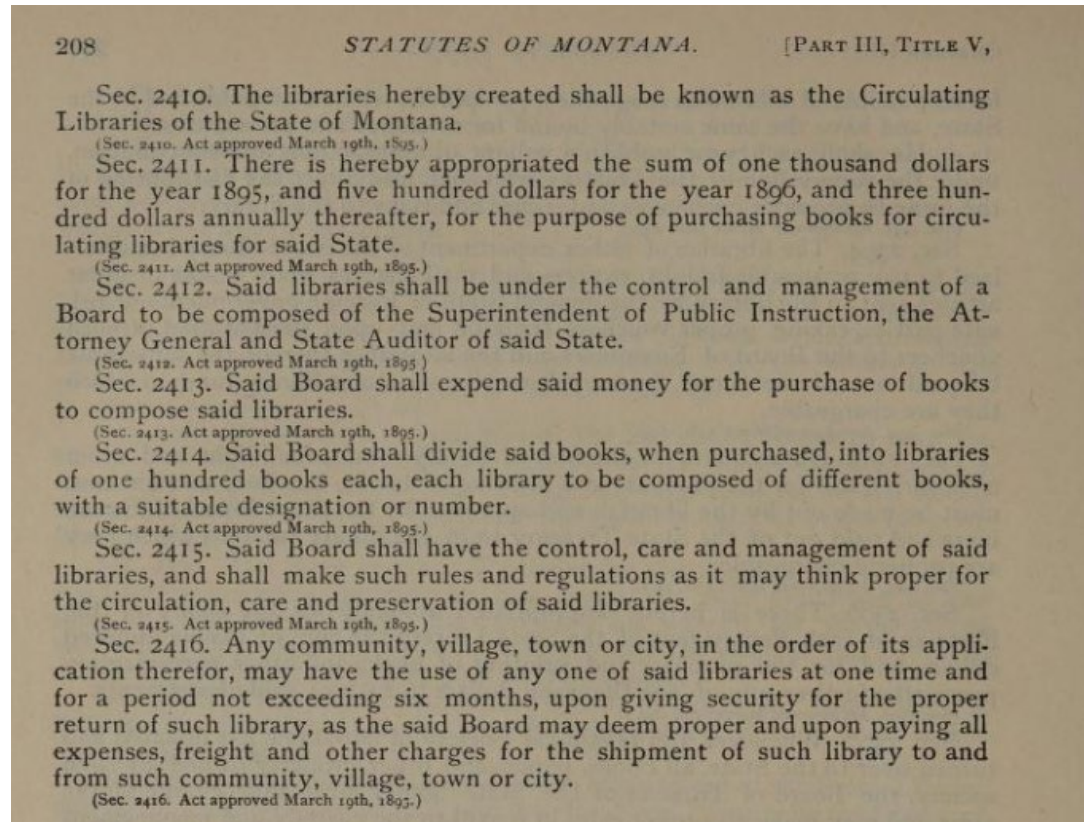 208 STATUTES OF MONTANA. [PART III, TITLE V,
Sec. 2410. The libraries hereby created shall be known as the Circulating
Libraries of the State of Montana.
(Sec. 2410. Act approved March 19th, 1895.)
Sec. 2411. There is hereby appropriated the sum of one thousand dollars
for the year 1895, and five hundred dollars for the year 1896, and three hun-
dred dollars annually thereafter, for the purpose of purchasing books for circu-
lating libraries for said State.
(Sec. 2411. Act approved March 19th, 1895.)
Sec. 2412. Said libraries shall be under the control and management of a
Board to be composed of the Superintendent of Public Instruction, the At-
torney General and State Auditor of said State.
(Sec. 2412. Act approved March 19th, 1895 )
Sec. 2413. Said Board shall expend said money for the purchase of books
to compose said libraries.
(Sec. 2413. Act approved March 19th, 1895.)
Sec. 2414. Said Board shall divide said books, when purchased, into libraries
of one hundred books each, each library to be composed of different books,
with a suitable designation or number.
(Sec. 2414. Act approved March 19th, 1895.)
Sec. 2415. Said Board shall have the control, care and management of said
libraries, and shall make such rules and regulations as it may think proper for
the circulation, care and preservation of said libraries.
(Sec. 2415. Act approved March 19th, 1895.)
Sec. 2416. Any community, village, town or city, in the order of its appli-
cation therefor, may have the use of any one of said libraries at one time and
for a period not exceeding six months, upon giving security for the proper
return of such library, as the said Board may deem proper and upon paying all
expenses, freight and other charges for the shipment of such library to and
from such community, village, town or city.
(Sec. 2416. Act approved March 19th, 1895.)